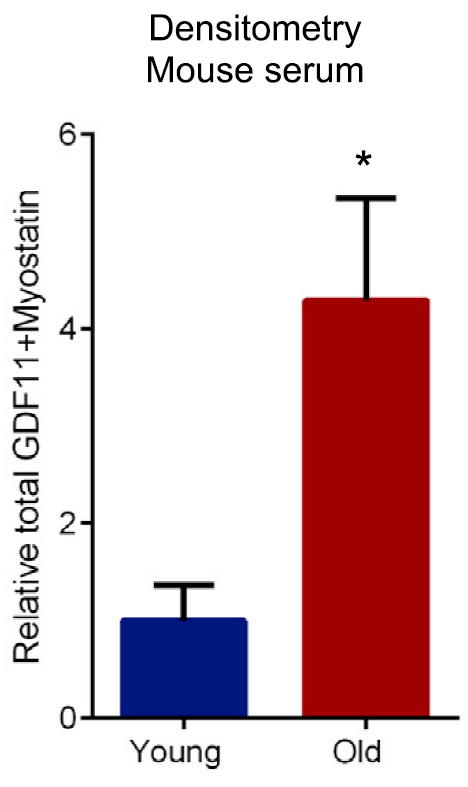 Densitometry
Mouse serum
Relative total GDF11+Myostatin
6
*
4
2
0
Young
Old